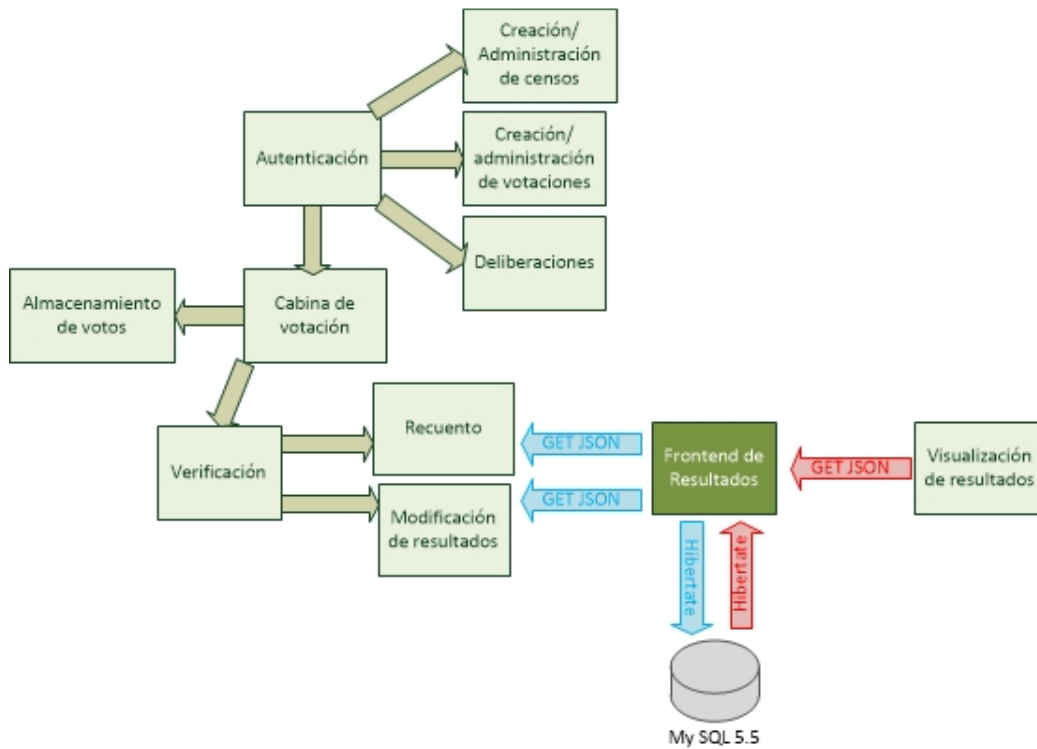 Creación/
Administración
de censos
Autenticación
Creación/
administración
de votaciones
Deliberaciones
Almacenamiento
de votos
Cabina de
votación
Verificación
Recuento
GET JSON
Frontend de
Resultados
GET JSON
Visualización
de resultados
Modificación
de resultados
GET JSON
Hibertate
Hibertate
My SQL 5.5